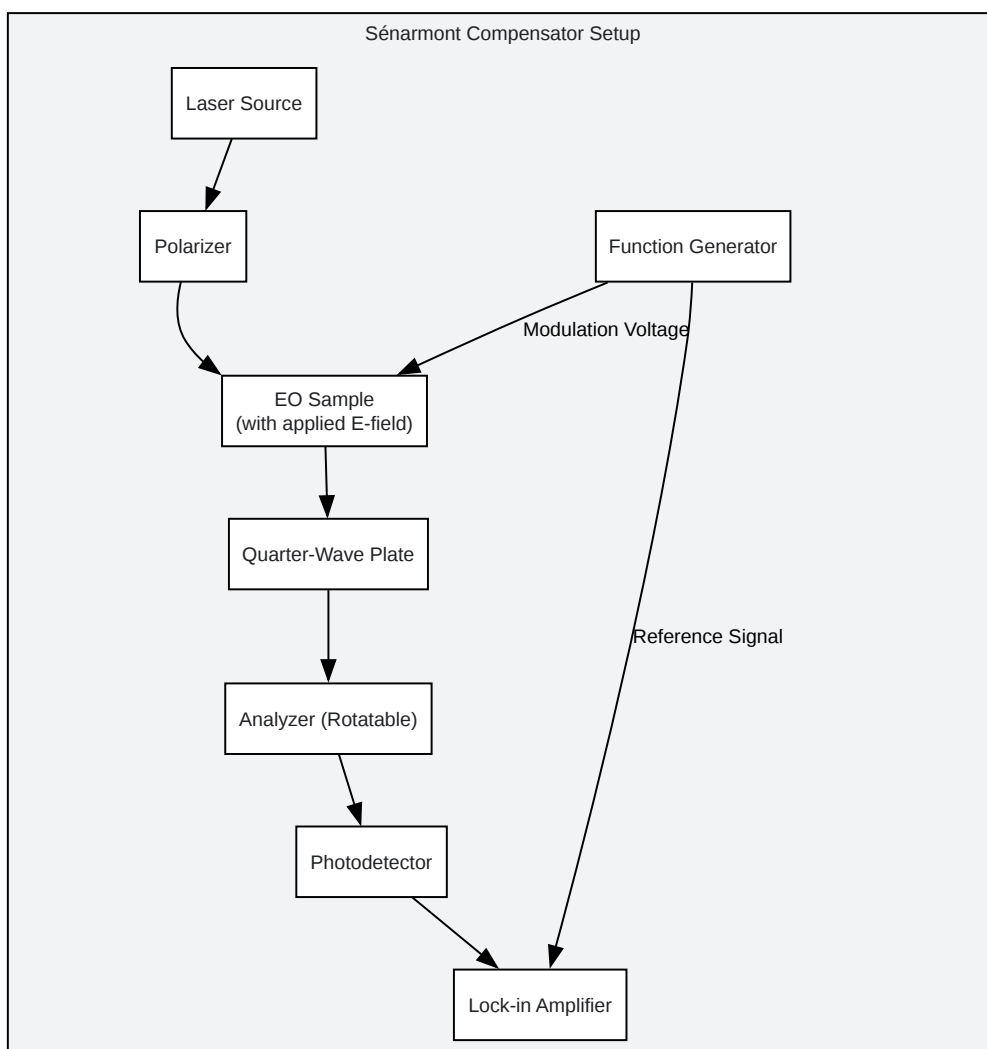 Sénarmont Compensator Setup
Laser Source
Polarizer
Function Generator
Modulation Voltage
EO Sample
(with applied E-field)
Quarter-Wave Plate
Reference Signal
Analyzer (Rotatable)
Photodetector
Lock-in Amplifier